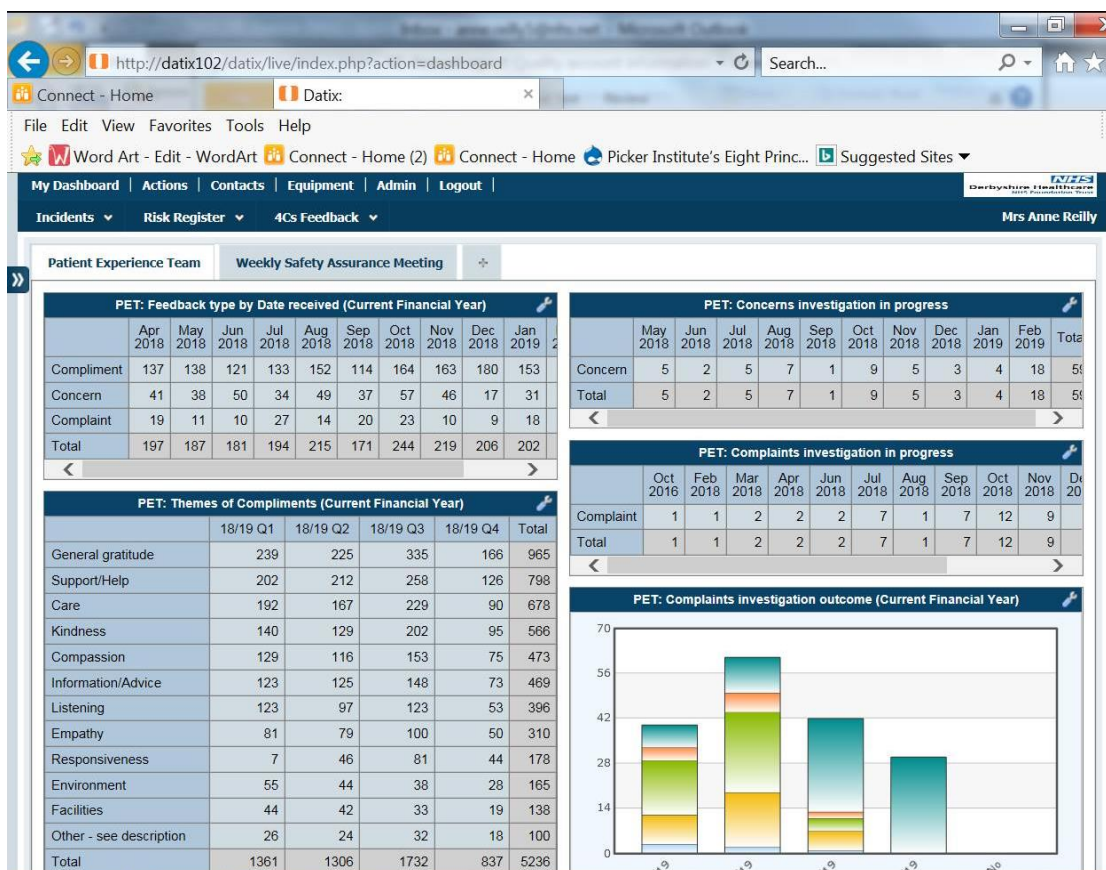 http://datix102/datix/live/index.php?action=dashboard
Search...
Connect - Home
Datix:
File Edit View Favorites Tools Help
Word Art - Edit - WordArt Connect - Home (2) Connect - Home Picker Institute's Eight Princ... Suggested Sites
My Dashboard | Actions | Contacts | Equipment | Admin | Logout |
NHS
Derbyshire Healthcare
NHS Foundation Trust
Incidents Risk Register 4Cs Feedback Mrs Anne Reilly
Patient Experience Team Weekly Safety Assurance Meeting
PET: Feedback type by Date received (Current Financial Year)
Apr 2018 May 2018 Jun 2018 Jul 2018 Aug 2018 Sep 2018 Oct 2018 Nov 2018 Dec 2018 Jan 2019
Compliment 137 138 121 133 152 114 164 163 180 153
Concern 41 38 50 34 49 37 57 46 17 31
Complaint 19 11 10 27 14 20 23 10 9 18
Total 197 187 181 194 215 171 244 219 206 202
PET: Themes of Compliments (Current Financial Year)
18/19 Q1 18/19 Q2 18/19 Q3 18/19 Q4 Total
General gratitude 239 225 335 166 965
Support/Help 202 212 258 126 798
Care 192 167 229 90 678
Kindness 140 129 202 95 566
Compassion 129 116 153 75 473
Information/Advice 123 125 148 73 469
Listening 123 97 123 53 396
Empathy 81 79 100 50 310
Responsiveness 7 46 81 44 178
Environment 55 44 38 28 165
Facilities 44 42 33 19 138
Other - see description 26 24 32 18 100
Total 1361 1306 1732 837 5236
PET: Concerns investigation in progress
May 2018 Jun 2018 Jul 2018 Aug 2018 Sep 2018 Oct 2018 Nov 2018 Dec 2018 Jan 2019 Feb 2019 Tota
Concern 5 2 5 7 1 9 5 3 4 18
Total 5 2 5 7 1 9 5 3 4 18
PET: Complaints investigation in progress
Oct 2016 Feb 2018 Mar 2018 Apr 2018 Jun 2018 Jul 2018 Aug 2018 Sep 2018 Oct 2018 Nov 2018
Complaint 1 1 2 2 2 7 1 7 12 9
Total 1 1 2 2 2 7 1 7 12 9
PET: Complaints investigation outcome (Current Financial Year)
70
56
42
28
14
0